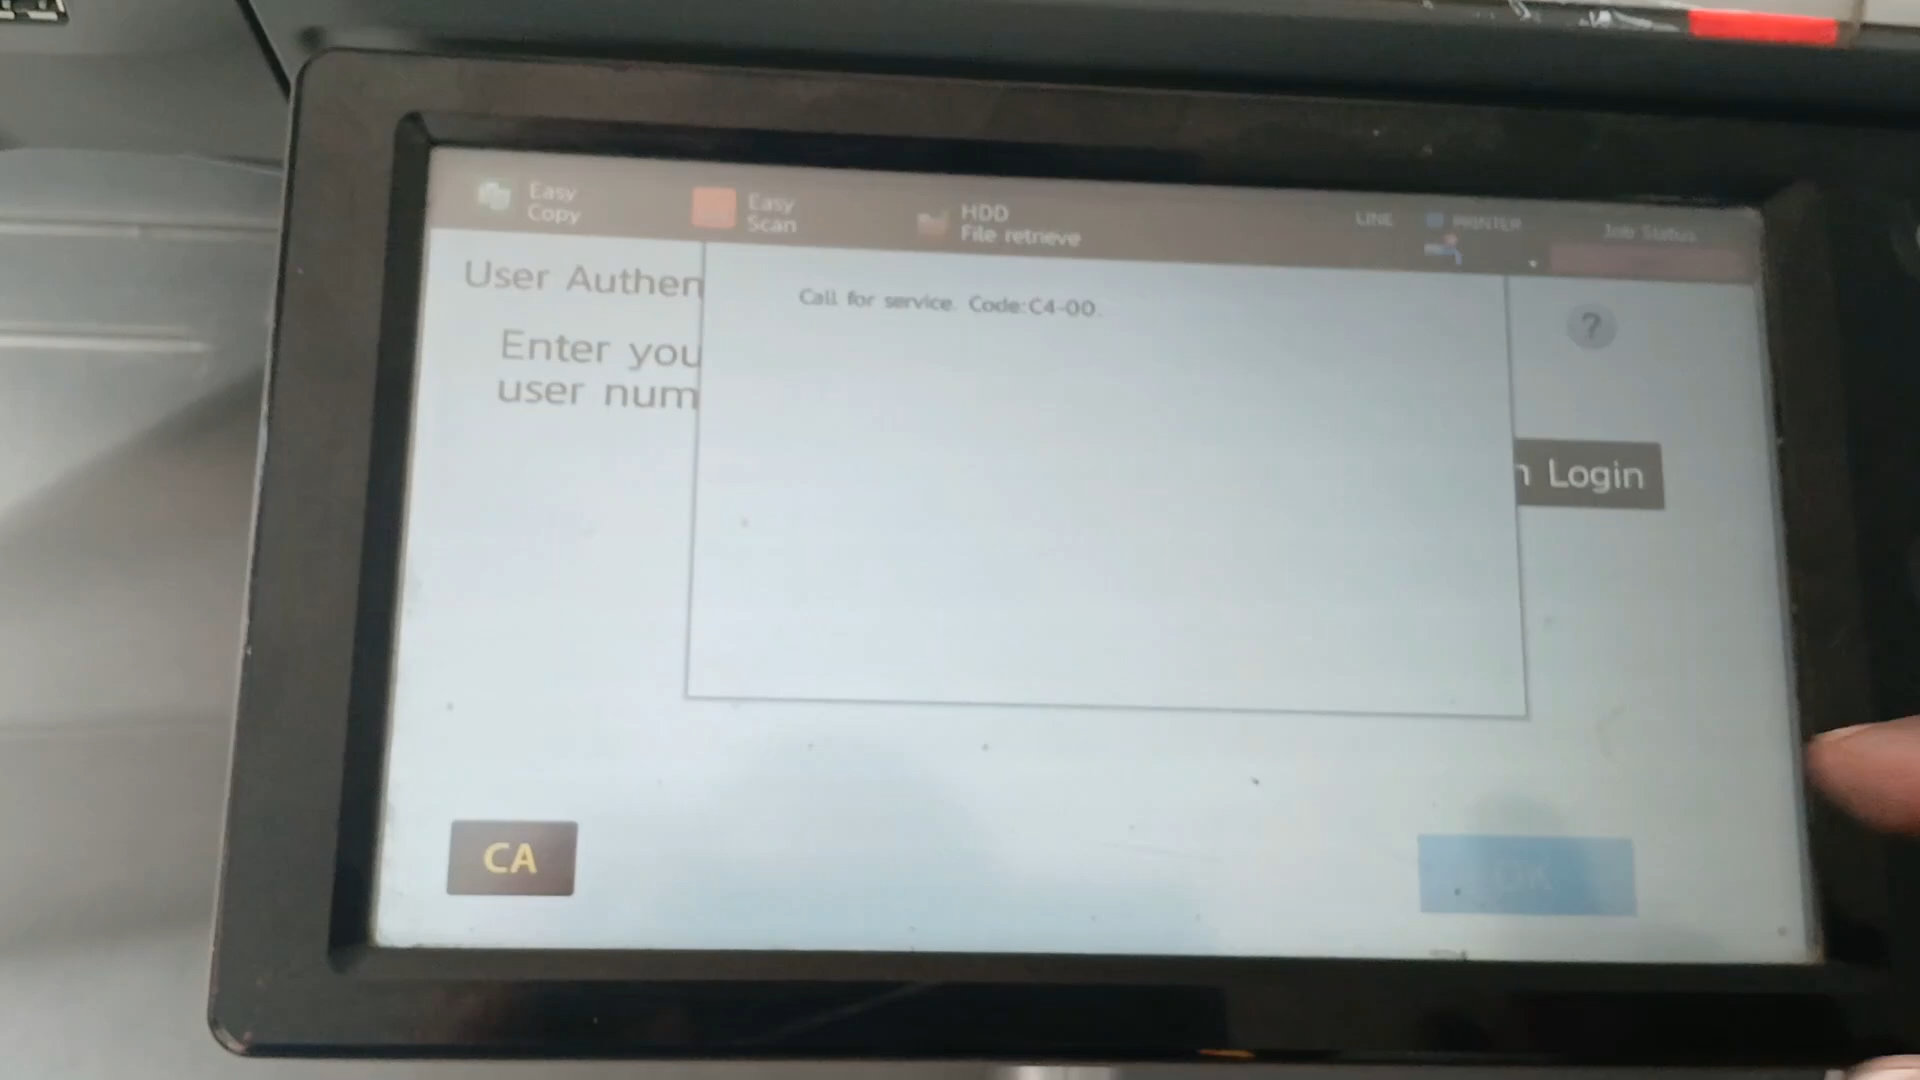 Easy
Copy
Easy
Scan
HDD
File retrieve
LINE
PRINTER
Job Status
User Authen
Call for service. Code:C4-00.
?
Enter you
user num
n Login
CA
OK